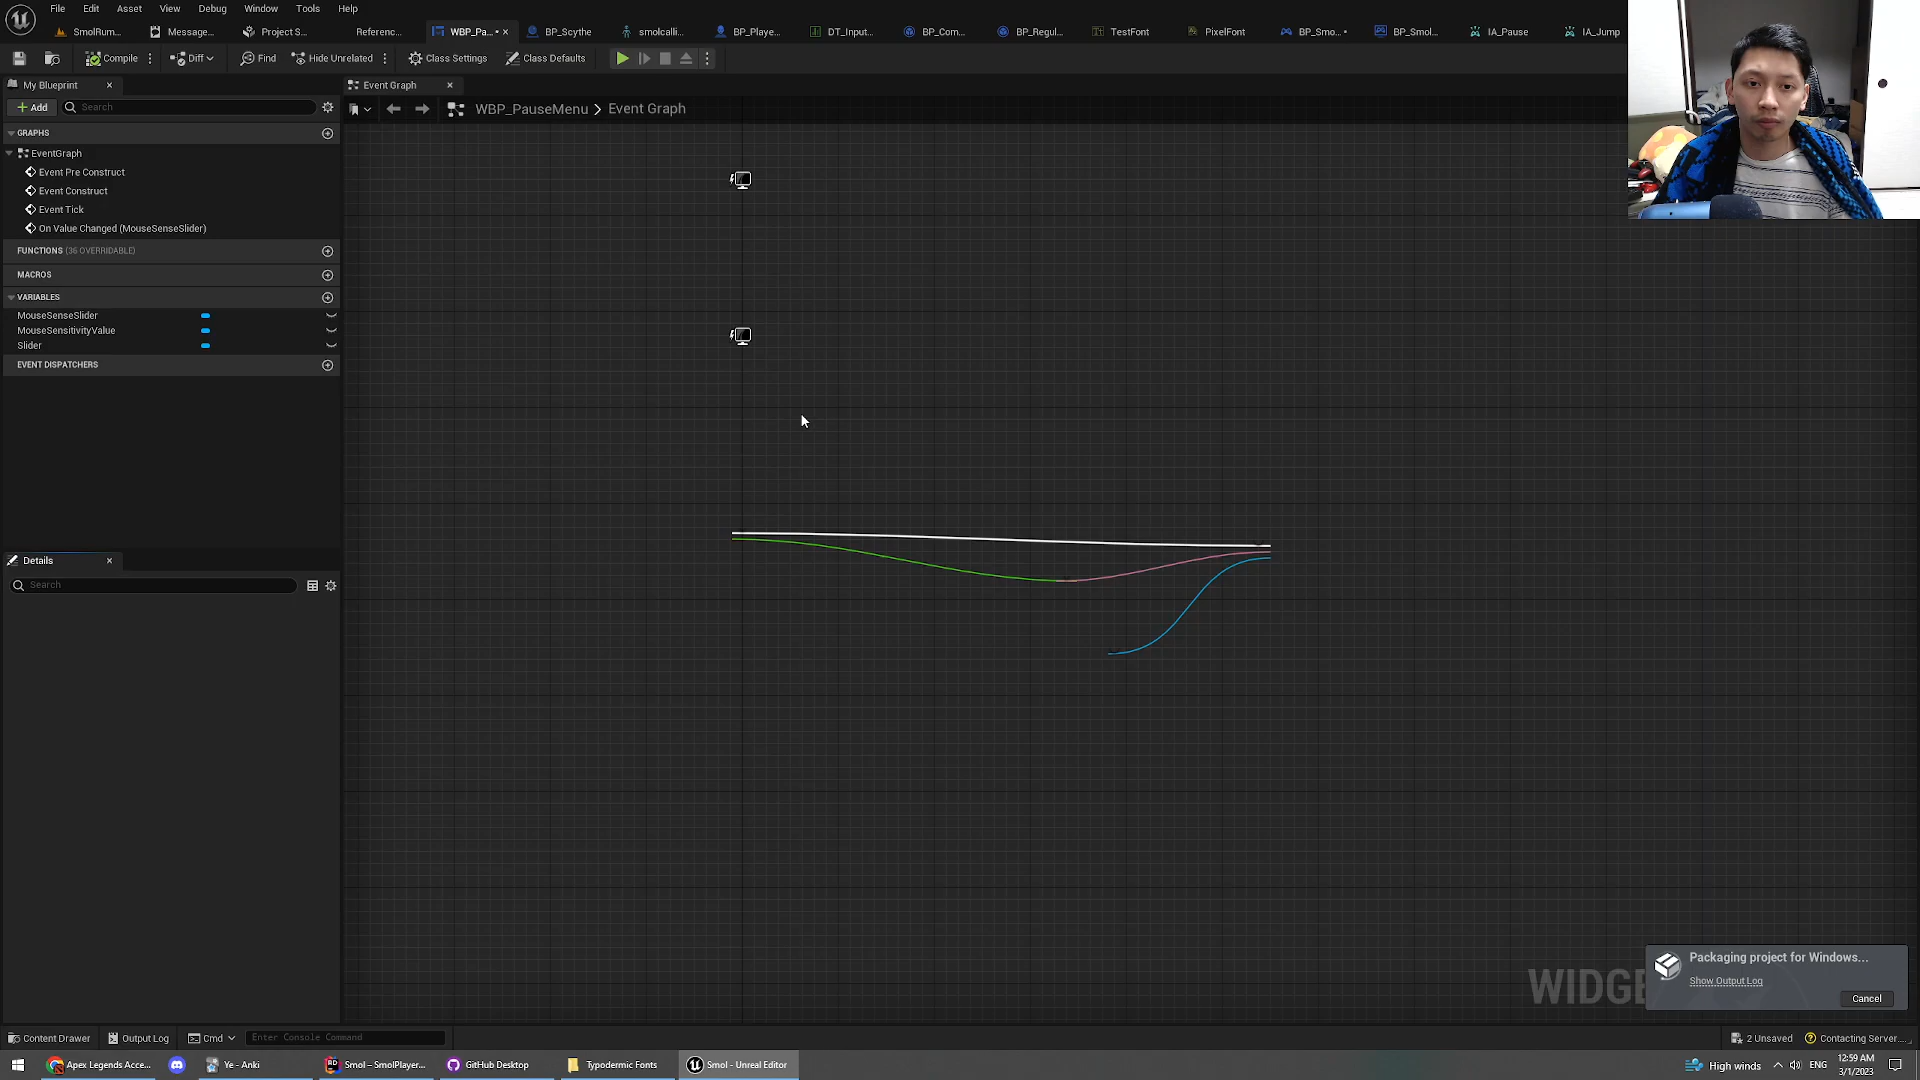 File Edit Asset View Debug Window Tools Help
SmolRum... Message... Project S... Referenc... WBP_Pa... • BP_Scythe smolcalli... BP_Playe... DT_Input... BP_Com... BP_Regul... TestFont PixelFont BP_Smo... • BP_Smol... IA_Pause IA_Jump
Compile Diff Find Hide Unrelated Class Settings Class Defaults
My Blueprint
Event Graph
Add Search
WBP_PauseMenu > Event Graph
GRAPHS
EventGraph
Event Pre Construct
Event Construct
Event Tick
On Value Changed (MouseSenseSlider)
FUNCTIONS (36 OVERRIDABLE)
MACROS
VARIABLES
MouseSenseSlider
MouseSensitivityValue
Slider
EVENT DISPATCHERS
Details
Search
WIDGE
Packaging project for Windows...
Show Output Log
Cancel
Content Drawer Output Log Cmd Enter Console Command 2 Unsaved Contacting Server....
Apex Legends Acce... Ye - Anki Smol – SmolPlayer... GitHub Desktop Typodermic Fonts Smol - Unreal Editor High winds ENG 12:59 AM
3/1/2023